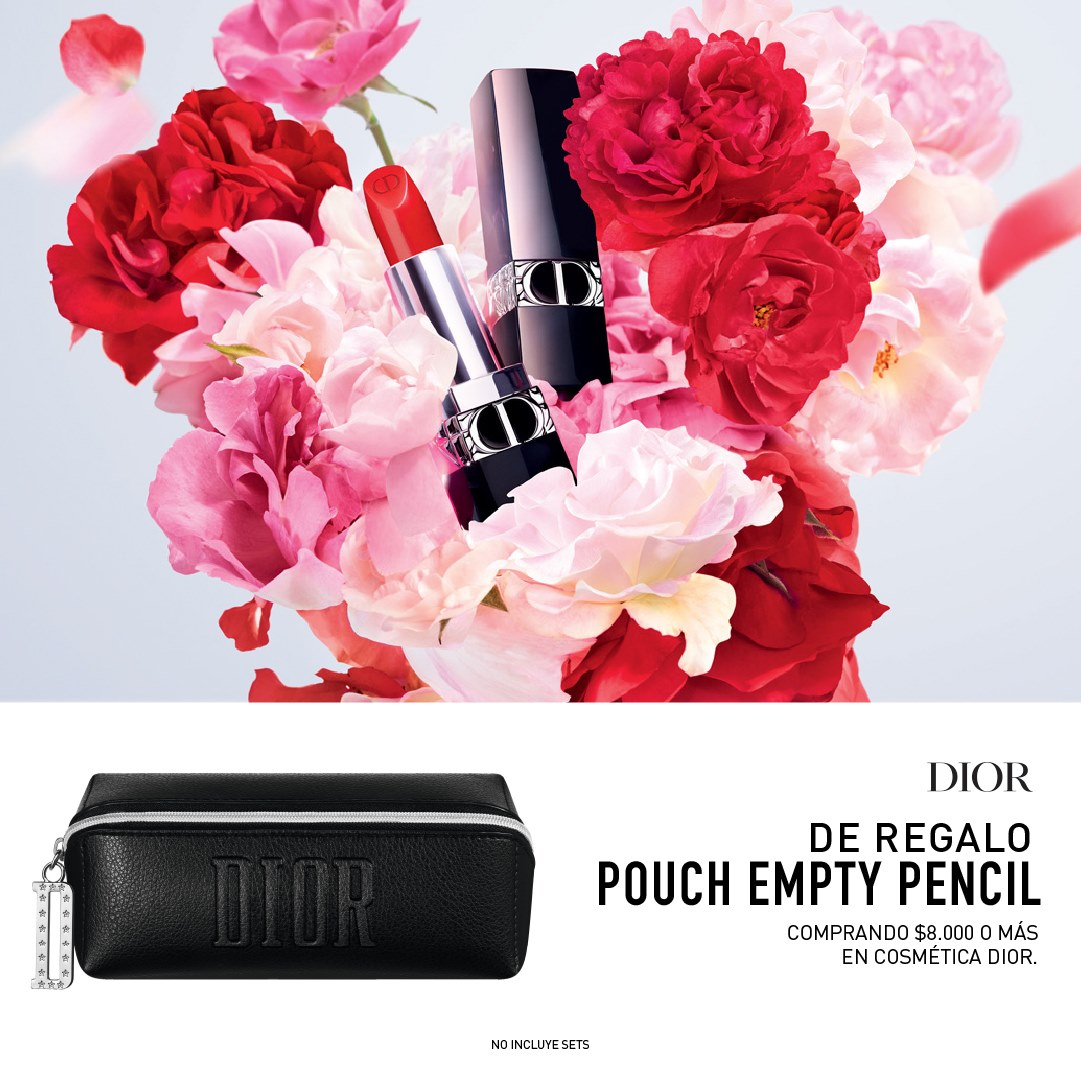 DIOR
DIOR
DE REGALO
POUCH EMPTY PENCIL
COMPRANDO $8.000 O MÁS
EN COSMÉTICA DIOR.
NO INCLUYE SETS